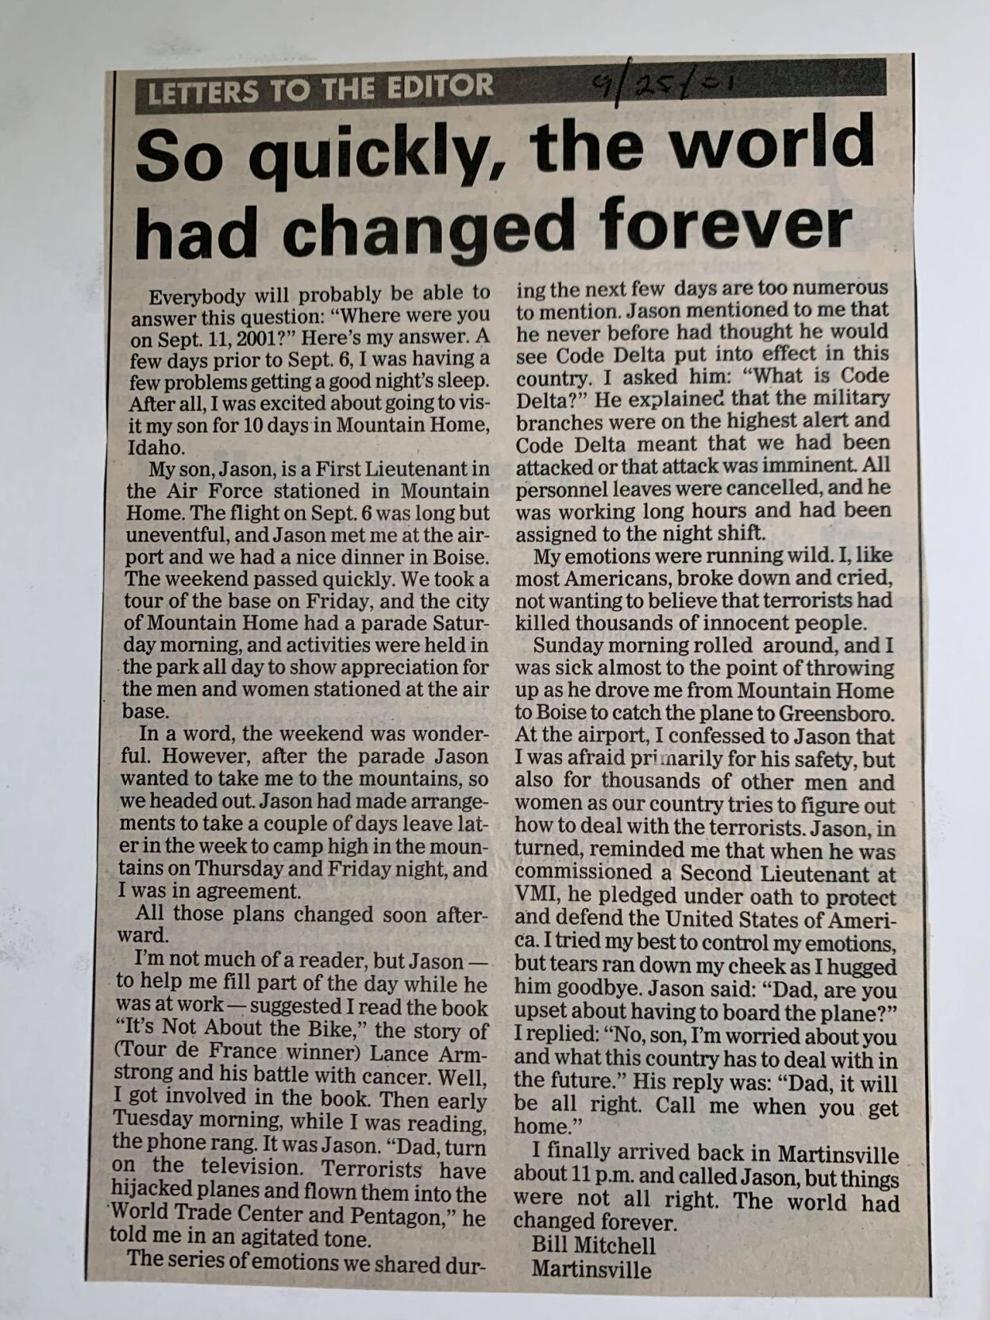 LETTERS TO THE EDITOR 9/25/01
So quickly, the world
had changed forever
Everybody will probably be able to
answer this question: “Where were you
on Sept. 11, 2001?” Here’s my answer. A
few days prior to Sept. 6, I was having a
few problems getting a good night’s sleep.
After all, I was excited about going to vis-
it my son for 10 days in Mountain Home,
Idaho.
My son, Jason, is a First Lieutenant in
the Air Force stationed in Mountain
Home. The flight on Sept. 6 was long but
uneventful, and Jason met me at the air-
port and we had a nice dinner in Boise.
The weekend passed quickly. We took a
tour of the base on Friday, and the city
of Mountain Home had a parade Satur-
day morning, and activities were held in
the park all day to show appreciation for
the men and women stationed at the air
base.
In a word, the weekend was wonder-
ful. However, after the parade Jason
wanted to take me to the mountains, so
we headed out. Jason had made arrange-
ments to take a couple of days leave lat-
er in the week to camp high in the moun-
tains on Thursday and Friday night, and
I was in agreement.
All those plans changed soon after-
ward.
I’m not much of a reader, but Jason —
to help me fill part of the day while he
was at work — suggested I read the book
“It’s Not About the Bike,” the story of
(Tour de France winner) Lance Arm-
strong and his battle with cancer. Well,
I got involved in the book. Then early
Tuesday morning, while I was reading,
the phone rang. It was Jason. “Dad, turn
on the television. Terrorists have
hijacked planes and flown them into the
World Trade Center and Pentagon,” he
told me in an agitated tone.
The series of emotions we shared dur-
ing the next few days are too numerous
to mention. Jason mentioned to me that
he never before had thought he would
see Code Delta put into effect in this
country. I asked him: “What is Code
Delta?” He explained that the military
branches were on the highest alert and
Code Delta meant that we had been
attacked or that attack was imminent. All
personnel leaves were cancelled, and he
was working long hours and had been
assigned to the night shift.
My emotions were running wild. I, like
most Americans, broke down and cried,
not wanting to believe that terrorists had
killed thousands of innocent people.
Sunday morning rolled around, and I
was sick almost to the point of throwing
up as he drove me from Mountain Home
to Boise to catch the plane to Greensboro.
At the airport, I confessed to Jason that
I was afraid primarily for his safety, but
also for thousands of other men and
women as our country tries to figure out
how to deal with the terrorists. Jason, in
turned, reminded me that when he was
commissioned a Second Lieutenant at
VMI, he pledged under oath to protect
and defend the United States of Ameri-
ca. I tried my best to control my emotions,
but tears ran down my cheek as I hugged
him goodbye. Jason said: “Dad, are you
upset about having to board the plane?”
I replied: “No, son, I’m worried about you
and what this country has to deal with in
the future.” His reply was: “Dad, it will
be all right. Call me when you get
home.”
I finally arrived back in Martinsville
about 11 p.m. and called Jason, but things
were not all right. The world had
changed forever.
Bill Mitchell
Martinsville